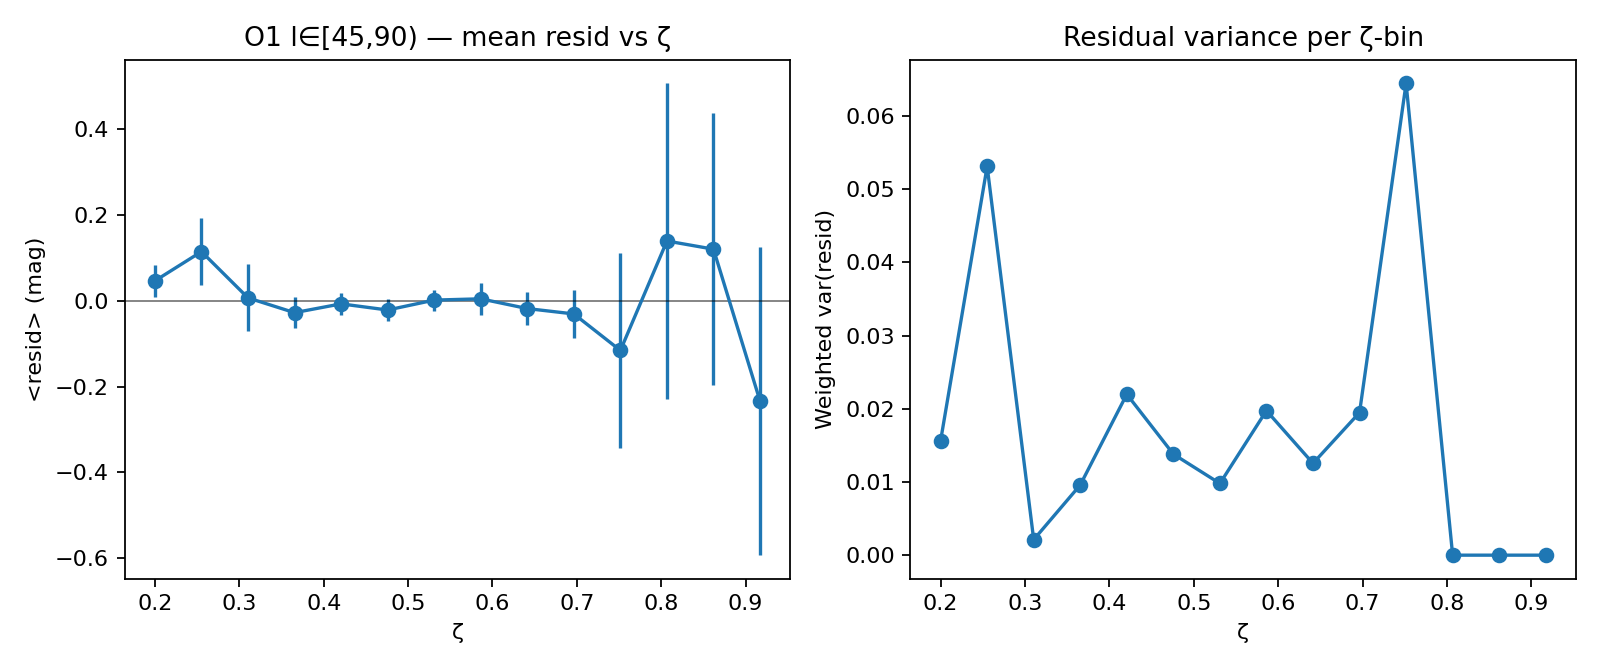 O1 l∈[45,90) — mean resid vs ζ
<resid> (mag)
0.4
0.2
0.0
−0.2
−0.4
−0.6
0.2 0.3 0.4 0.5 0.6 0.7 0.8 0.9
ζ
Residual variance per ζ-bin
Weighted var(resid)
0.06
0.05
0.04
0.03
0.02
0.01
0.00
0.2 0.3 0.4 0.5 0.6 0.7 0.8 0.9
ζ